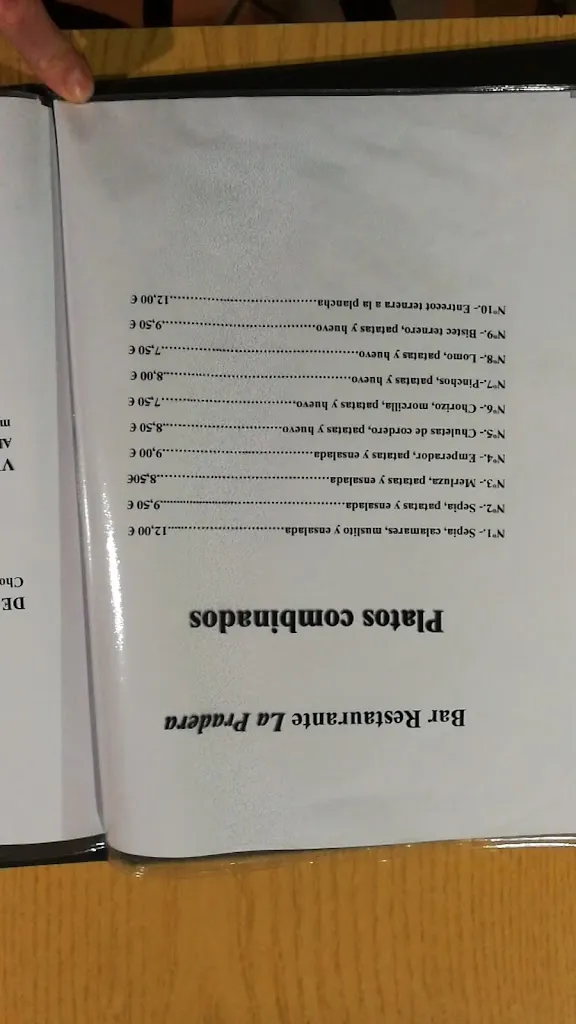 Bar Restaurante La Pradera
Platos combinados
Nº1.- Sepia, calamares, muslito y ensalada..............................12,00 €
Nº2.- Sepia, patatas y ensalada................................................9,50 €
Nº3.- Merluza, patatas y ensalada.......................................8,50€
Nº4.- Emperador, patatas y ensalada........................................9,00 €
Nº5.- Chuletas de cordero, patatas y huevo..............................8,50 €
Nº6.- Chorizo, morcilla, patatas y huevo..................................7,50 €
Nº7.-Pinchos, patatas y huevo................................................8,00 €
Nº8.- Lomo, patatas y huevo...................................................7,50 €
Nº9.- Bistec ternero, patatas y huevo.......................................9,50 €
Nº10.- Entrecot ternera a la plancha.....................................12,00 €
DE
Cho